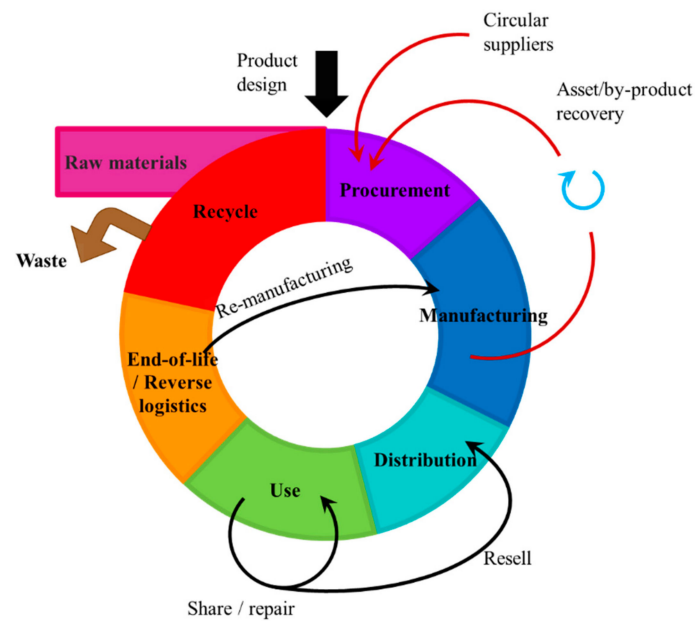 Circular
suppliers
Product
design
Asset/by-product
recovery
Raw materials
Procurement
Recycle
Waste
Re-manufacturing
Manufacturing
End-of-life
/ Reverse
logistics
Distribution
Use
Resell
Share / repair